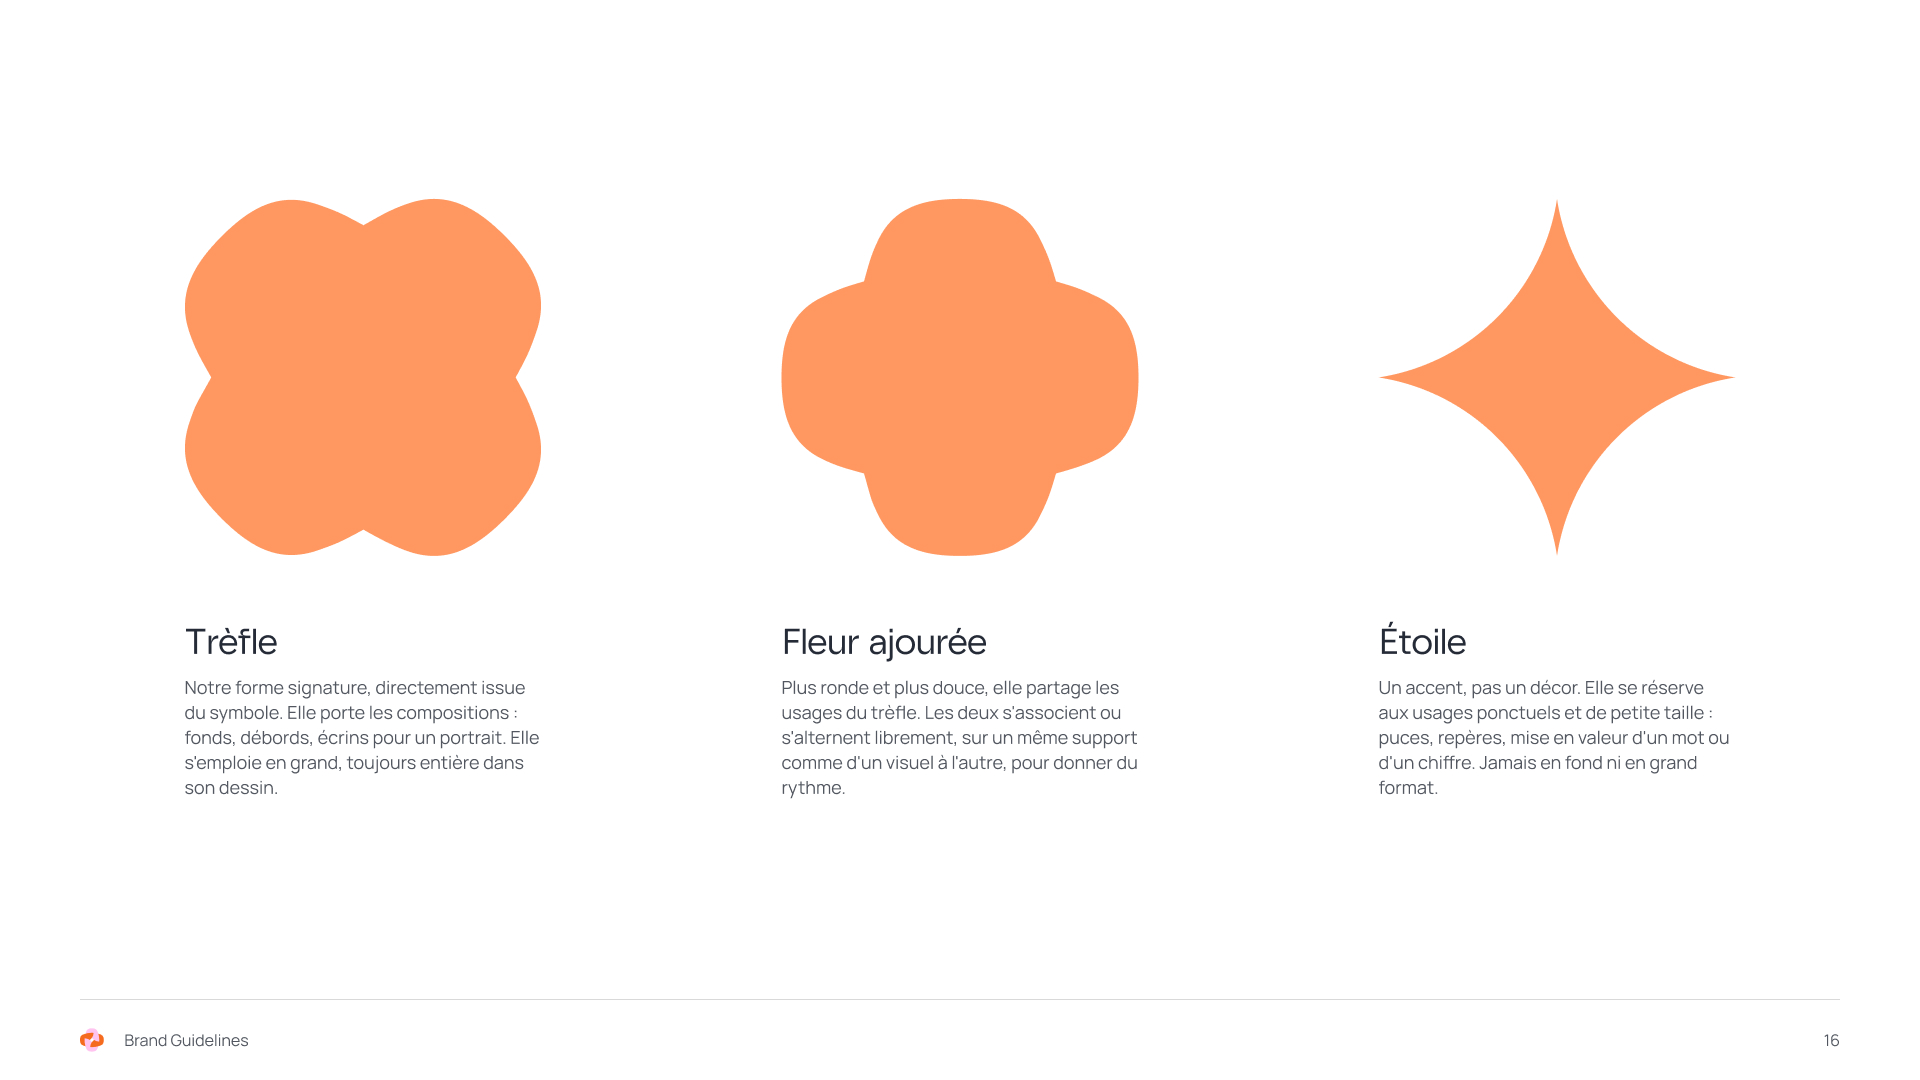 Trèfle
Notre forme signature, directement issue
du symbole. Elle porte les compositions :
fonds, débords, écrins pour un portrait. Elle
s'emploie en grand, toujours entière dans
son dessin.
Fleur ajourée
Plus ronde et plus douce, elle partage les
usages du trèfle. Les deux s'associent ou
s'alternent librement, sur un même support
comme d'un visuel à l'autre, pour donner du
rythme.
Étoile
Un accent, pas un décor. Elle se réserve
aux usages ponctuels et de petite taille :
puces, repères, mise en valeur d'un mot ou
d'un chiffre. Jamais en fond ni en grand
format.
Brand Guidelines
16